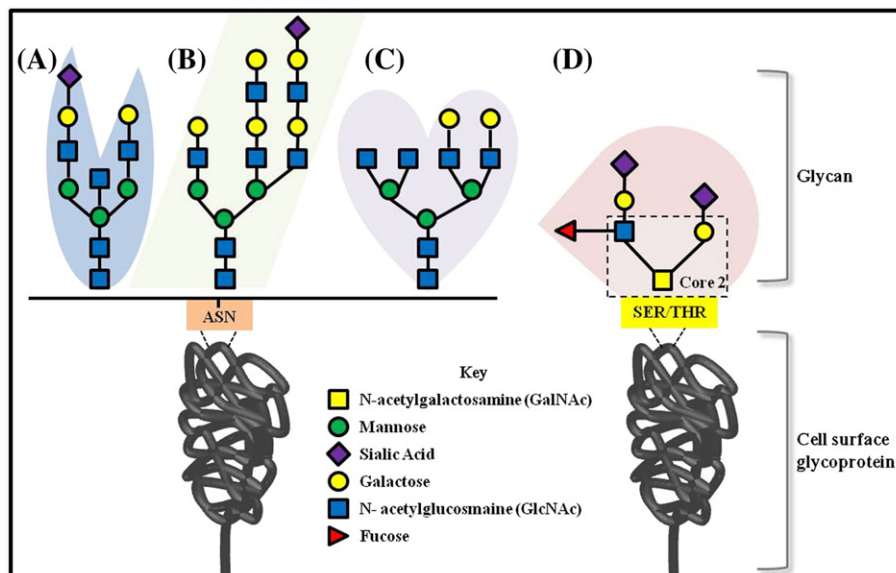 (A)
(B)
(C)
(D)
Glycan
Core 2
ASN
SER/THR
Key
N-acetylgalactosamine (GalNAc)
Mannose
Sialic Acid
Galactose
N- acetylglucosmaine (GlcNAc)
Fucose
Cell surface
glycoprotein